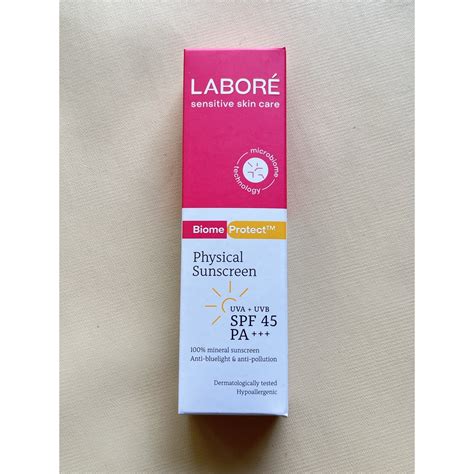 LABORÉ
sensitive skin care
microbiome
technology
Biome Protect™
Physical
Sunscreen
UVA + UVB
SPF 45
PA +++
100% mineral sunscreen
Anti-bluelight & anti-pollution
Dermatologically tested
Hypoallergenic